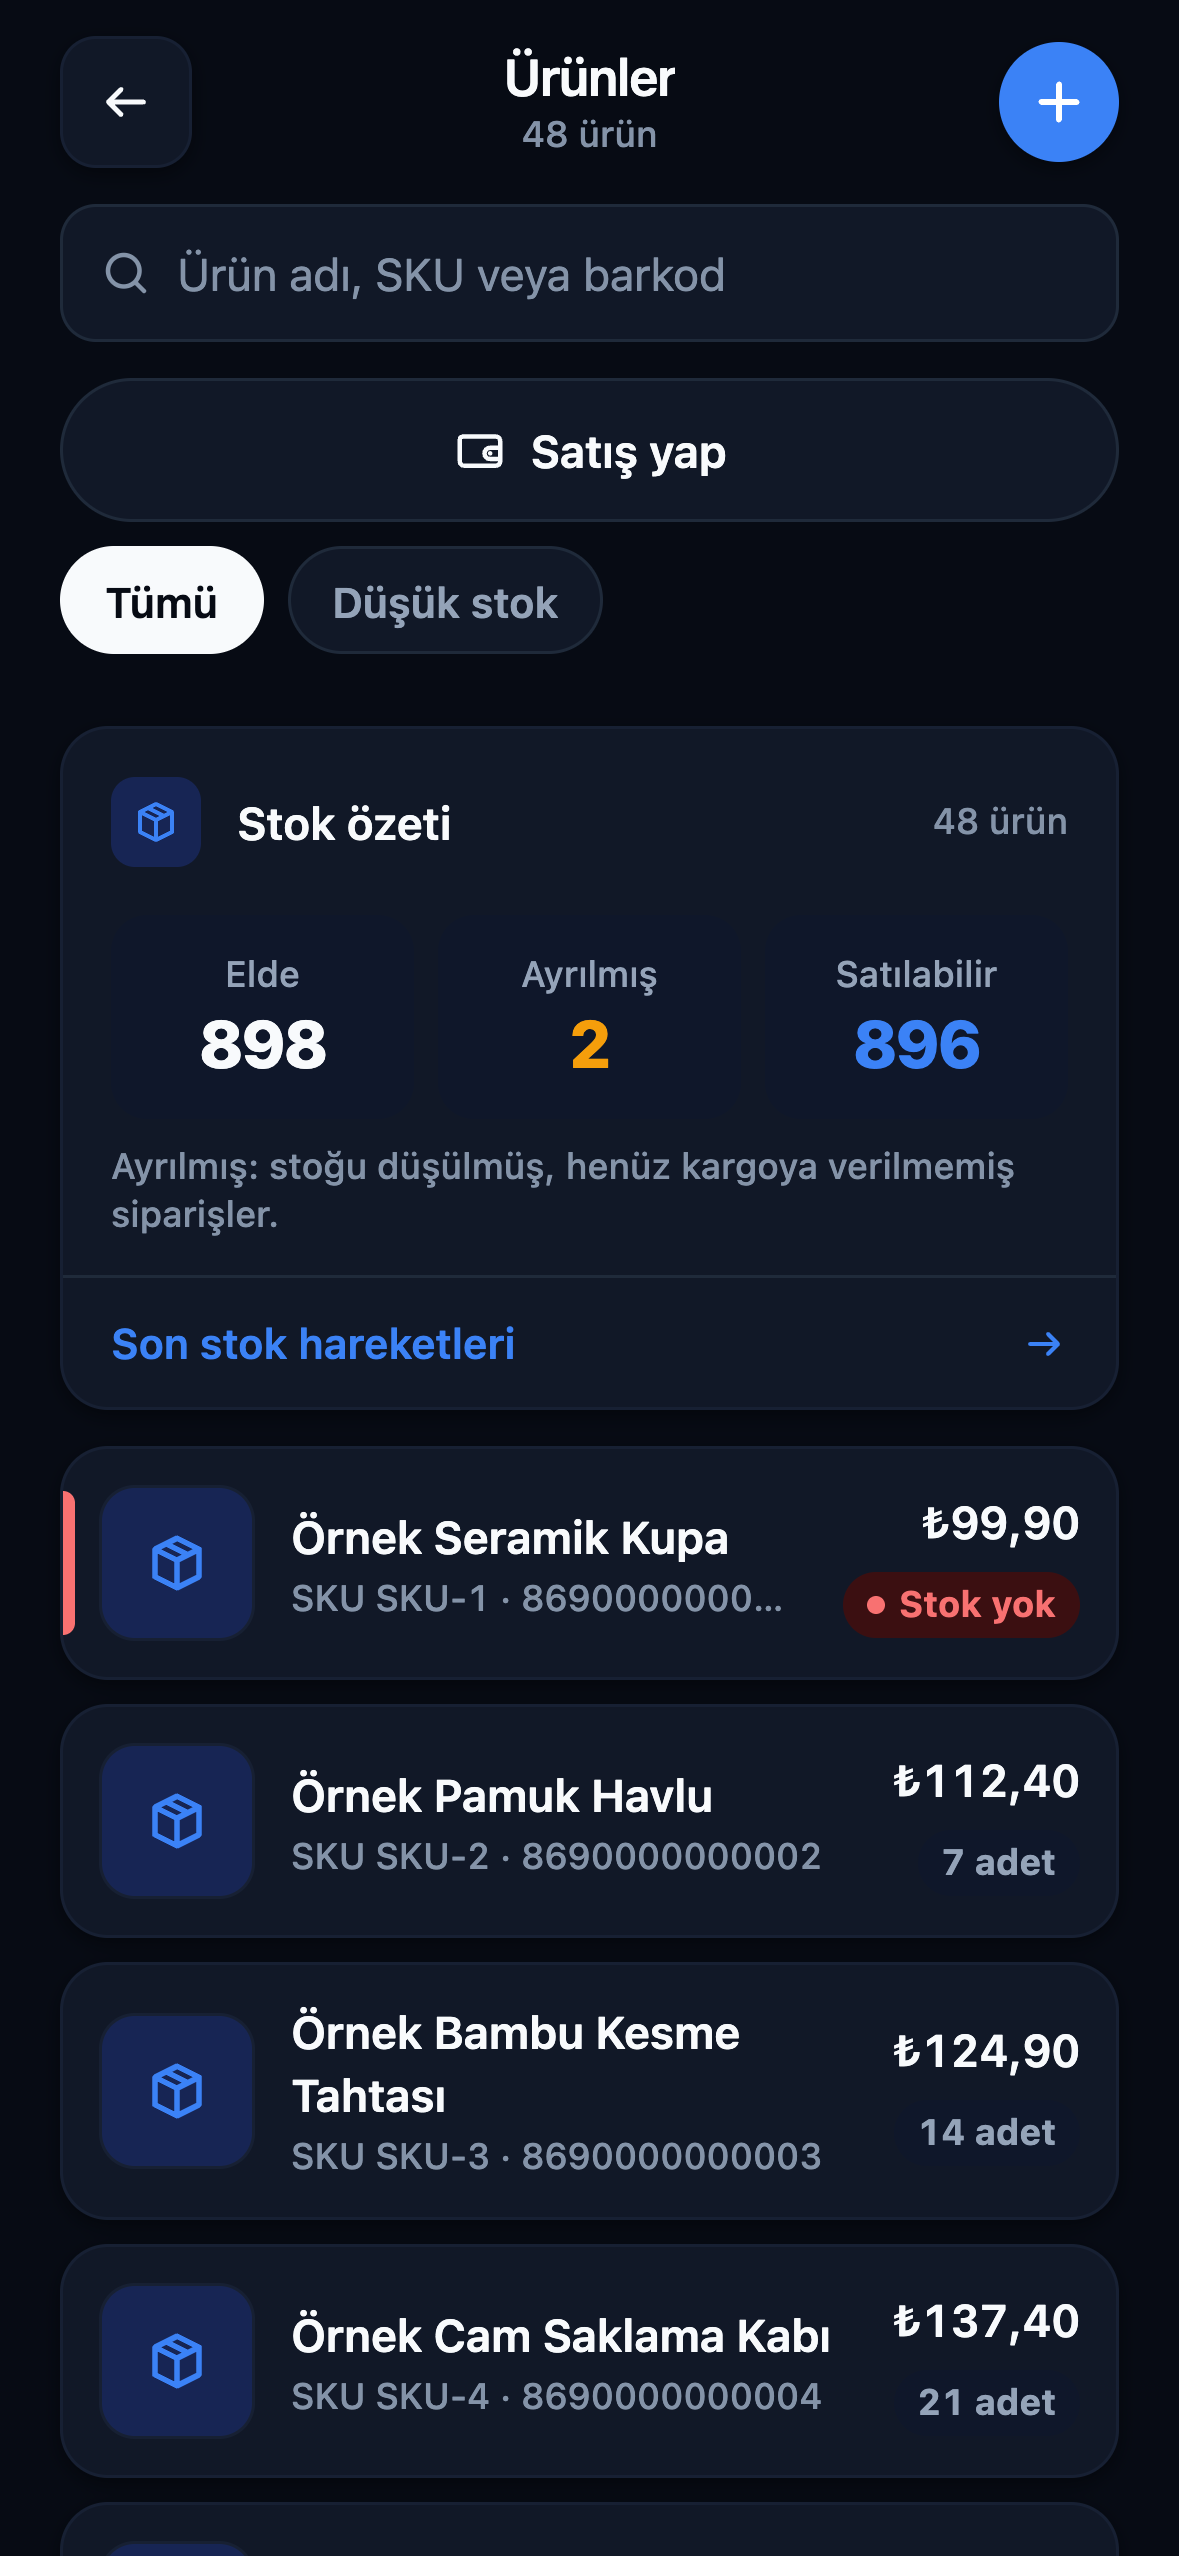 Ürünler
48 ürün
Ürün adı, SKU veya barkod
Satış yap
Tümü
Düşük stok
Stok özeti
48 ürün
Elde
Ayrılmış
Satılabilir
898
2
896
Ayrılmış: stoğu düşülmüş, henüz kargoya verilmemiş
siparişler.
Son stok hareketleri
Örnek Seramik Kupa
SKU SKU-1 · 8690000000...
₺99,90
Stok yok
Örnek Pamuk Havlu
SKU SKU-2 · 8690000000002
₺112,40
7 adet
Örnek Bambu Kesme
Tahtası
SKU SKU-3 · 8690000000003
₺124,90
14 adet
Örnek Cam Saklama Kabı
SKU SKU-4 · 8690000000004
₺137,40
21 adet